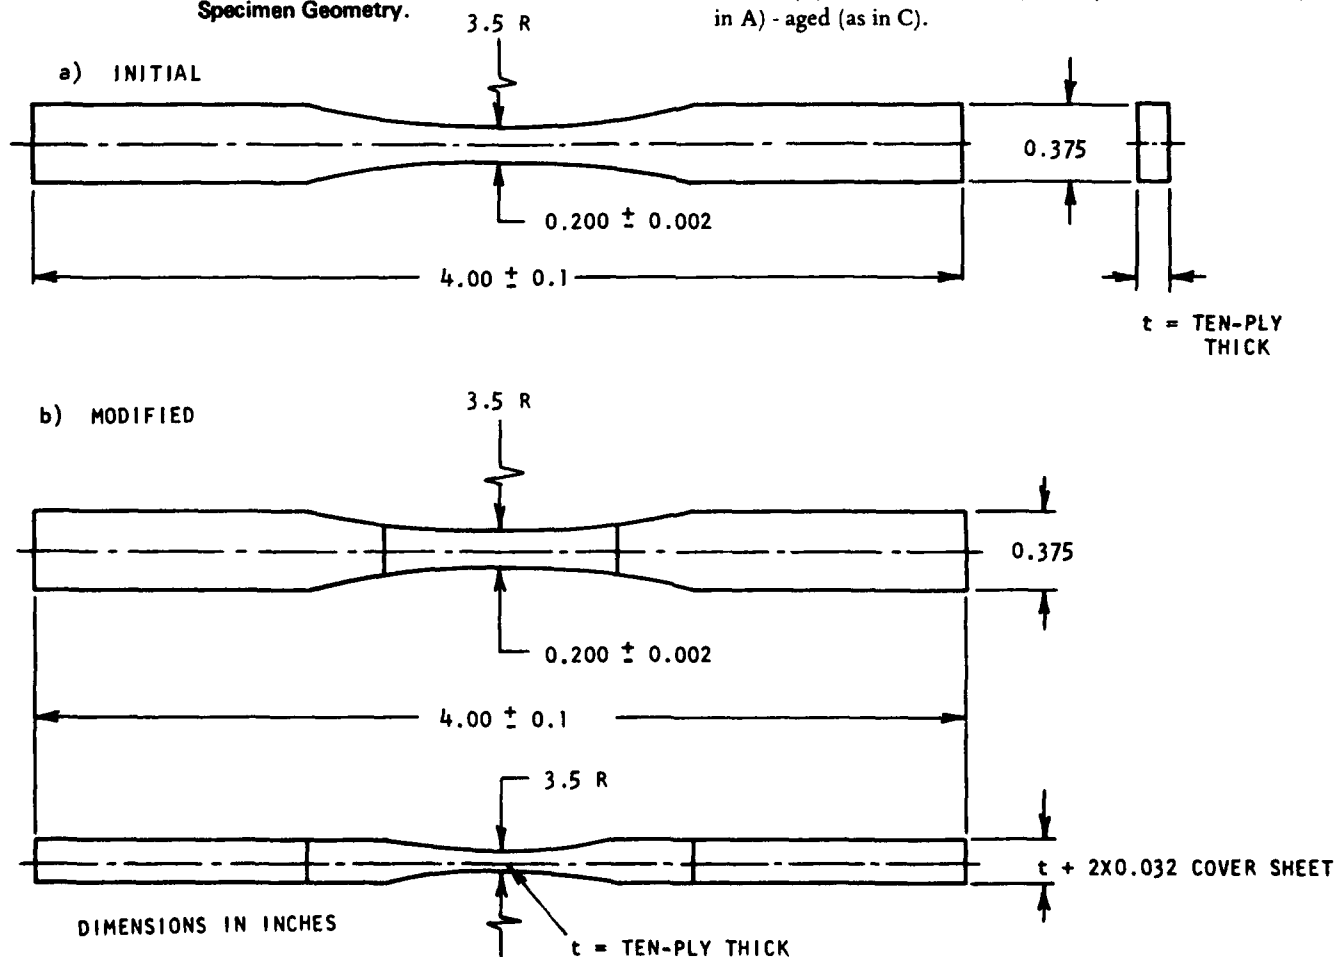 Specimen Geometry.
in A) - aged (as in C).
3.5 R
a) INITIAL
0.375
0.200 ± 0.002
4.00 ± 0.1
t = TEN-PLY
THICK
b) MODIFIED
3.5 R
0.375
0.200 ± 0.002
4.00 ± 0.1
3.5 R
t + 2X0.032 COVER SHEET
DIMENSIONS IN INCHES
t = TEN-PLY THICK